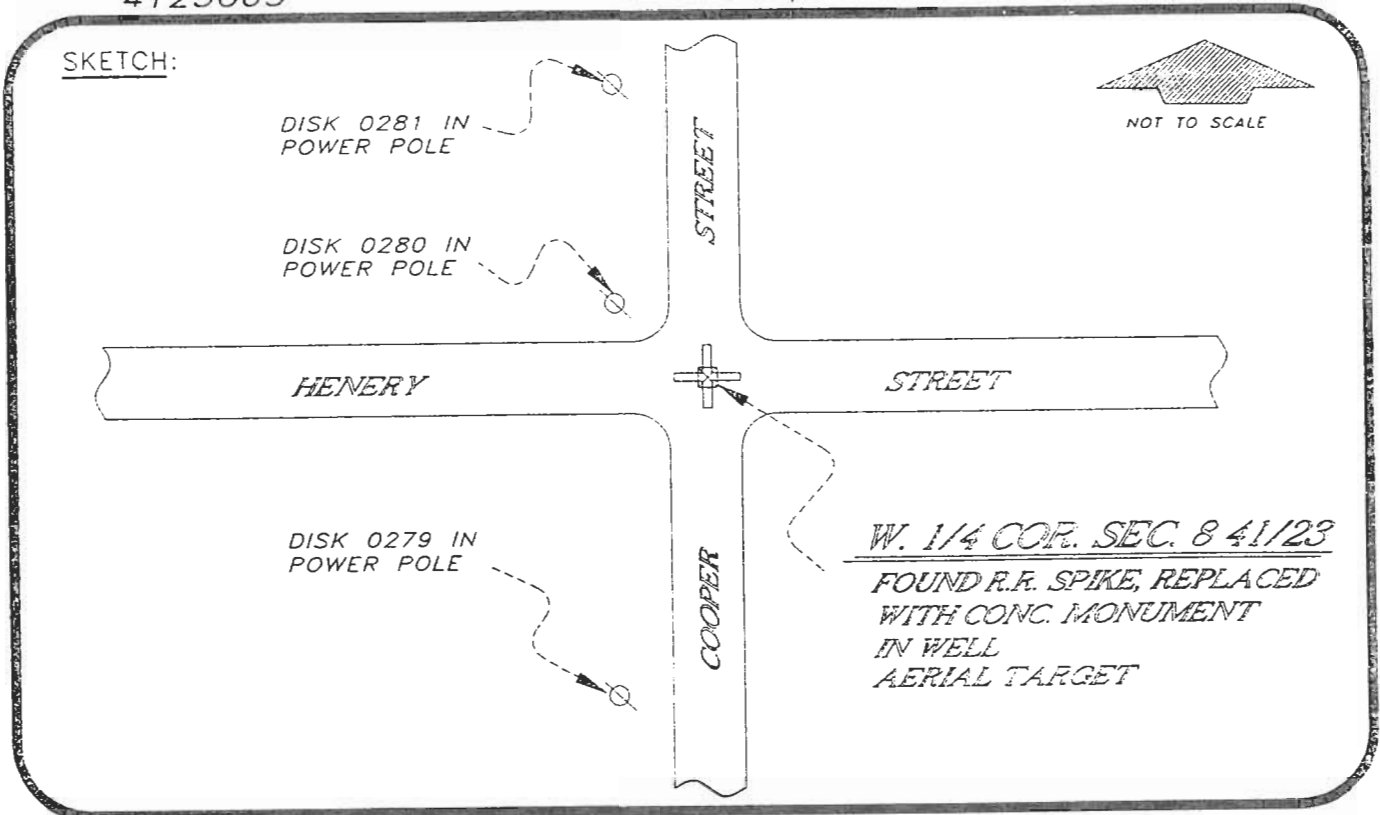 SKETCH:
NOT TO SCALE
DISK 0281 IN
POWER POLE
STREET
DISK 0280 IN
POWER POLE
HENERY
STREET
DISK 0279 IN
POWER POLE
COOPER
W. 1/4 COR. SEC. 8 41/23
FOUND R.R. SPIKE, REPLACED
WITH CONC. MONUMENT
IN WELL
AERIAL TARGET